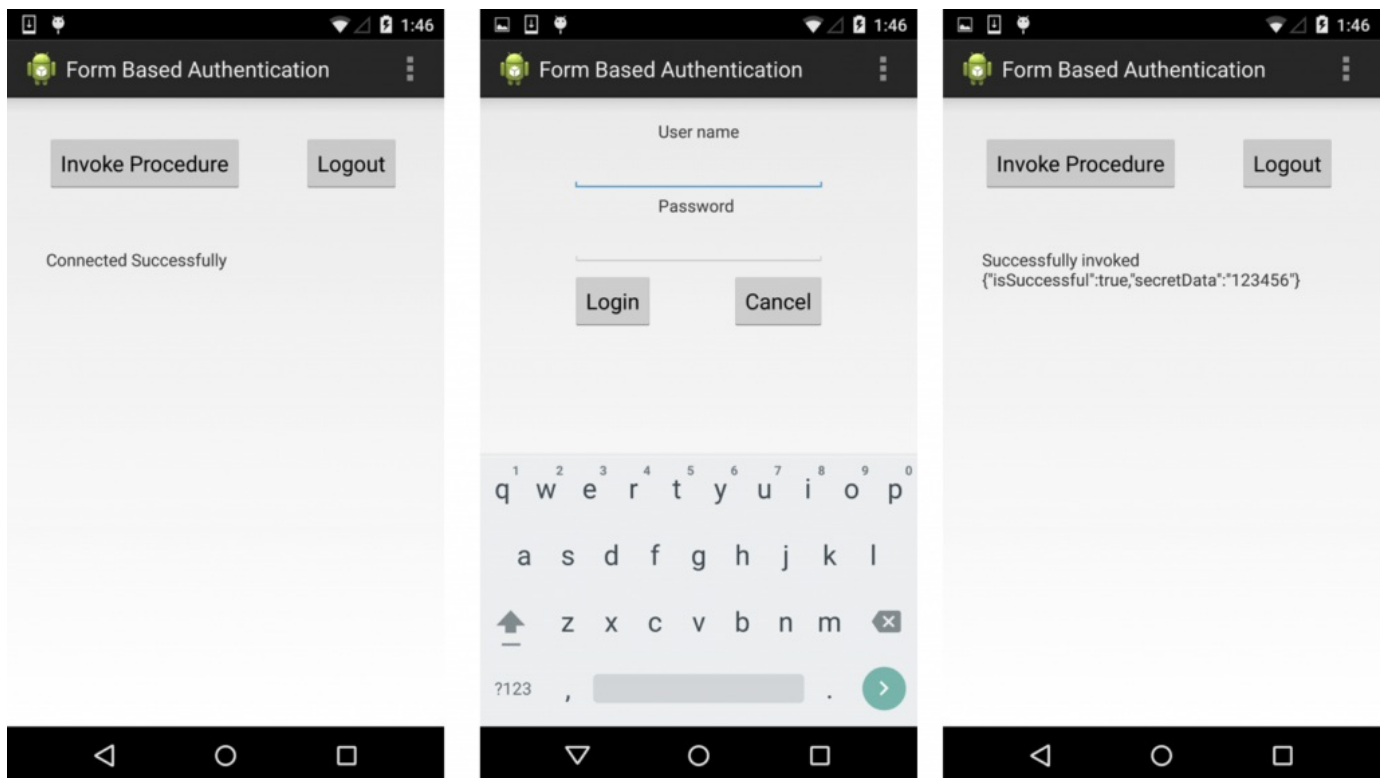 1:46
Form Based Authentication
Invoke Procedure
Logout
Connected Successfully
1:46
Form Based Authentication
User name
Password
Login
Cancel
1 2 3 4 5 6 7 8 9 0
q w e r t y u i o p
a s d f g h j k l
z x c v b n m
?123 , .
1:46
Form Based Authentication
Invoke Procedure
Logout
Successfully invoked
{"isSuccessful":true,"secretData":"123456"}